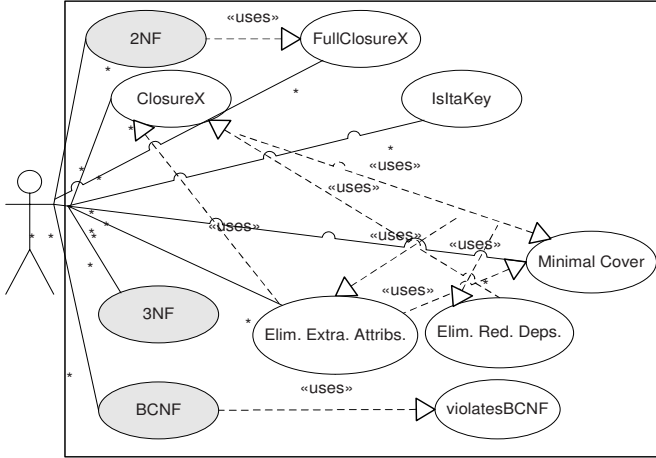 «uses»
2NF
FullClosureX
ClosureX
IsItaKey
«uses»
«uses»
«uses»
«uses»
«uses»
Minimal Cover
«uses»
3NF
Elim. Extra. Attribs.
Elim. Red. Deps.
«uses»
BCNF
violatesBCNF